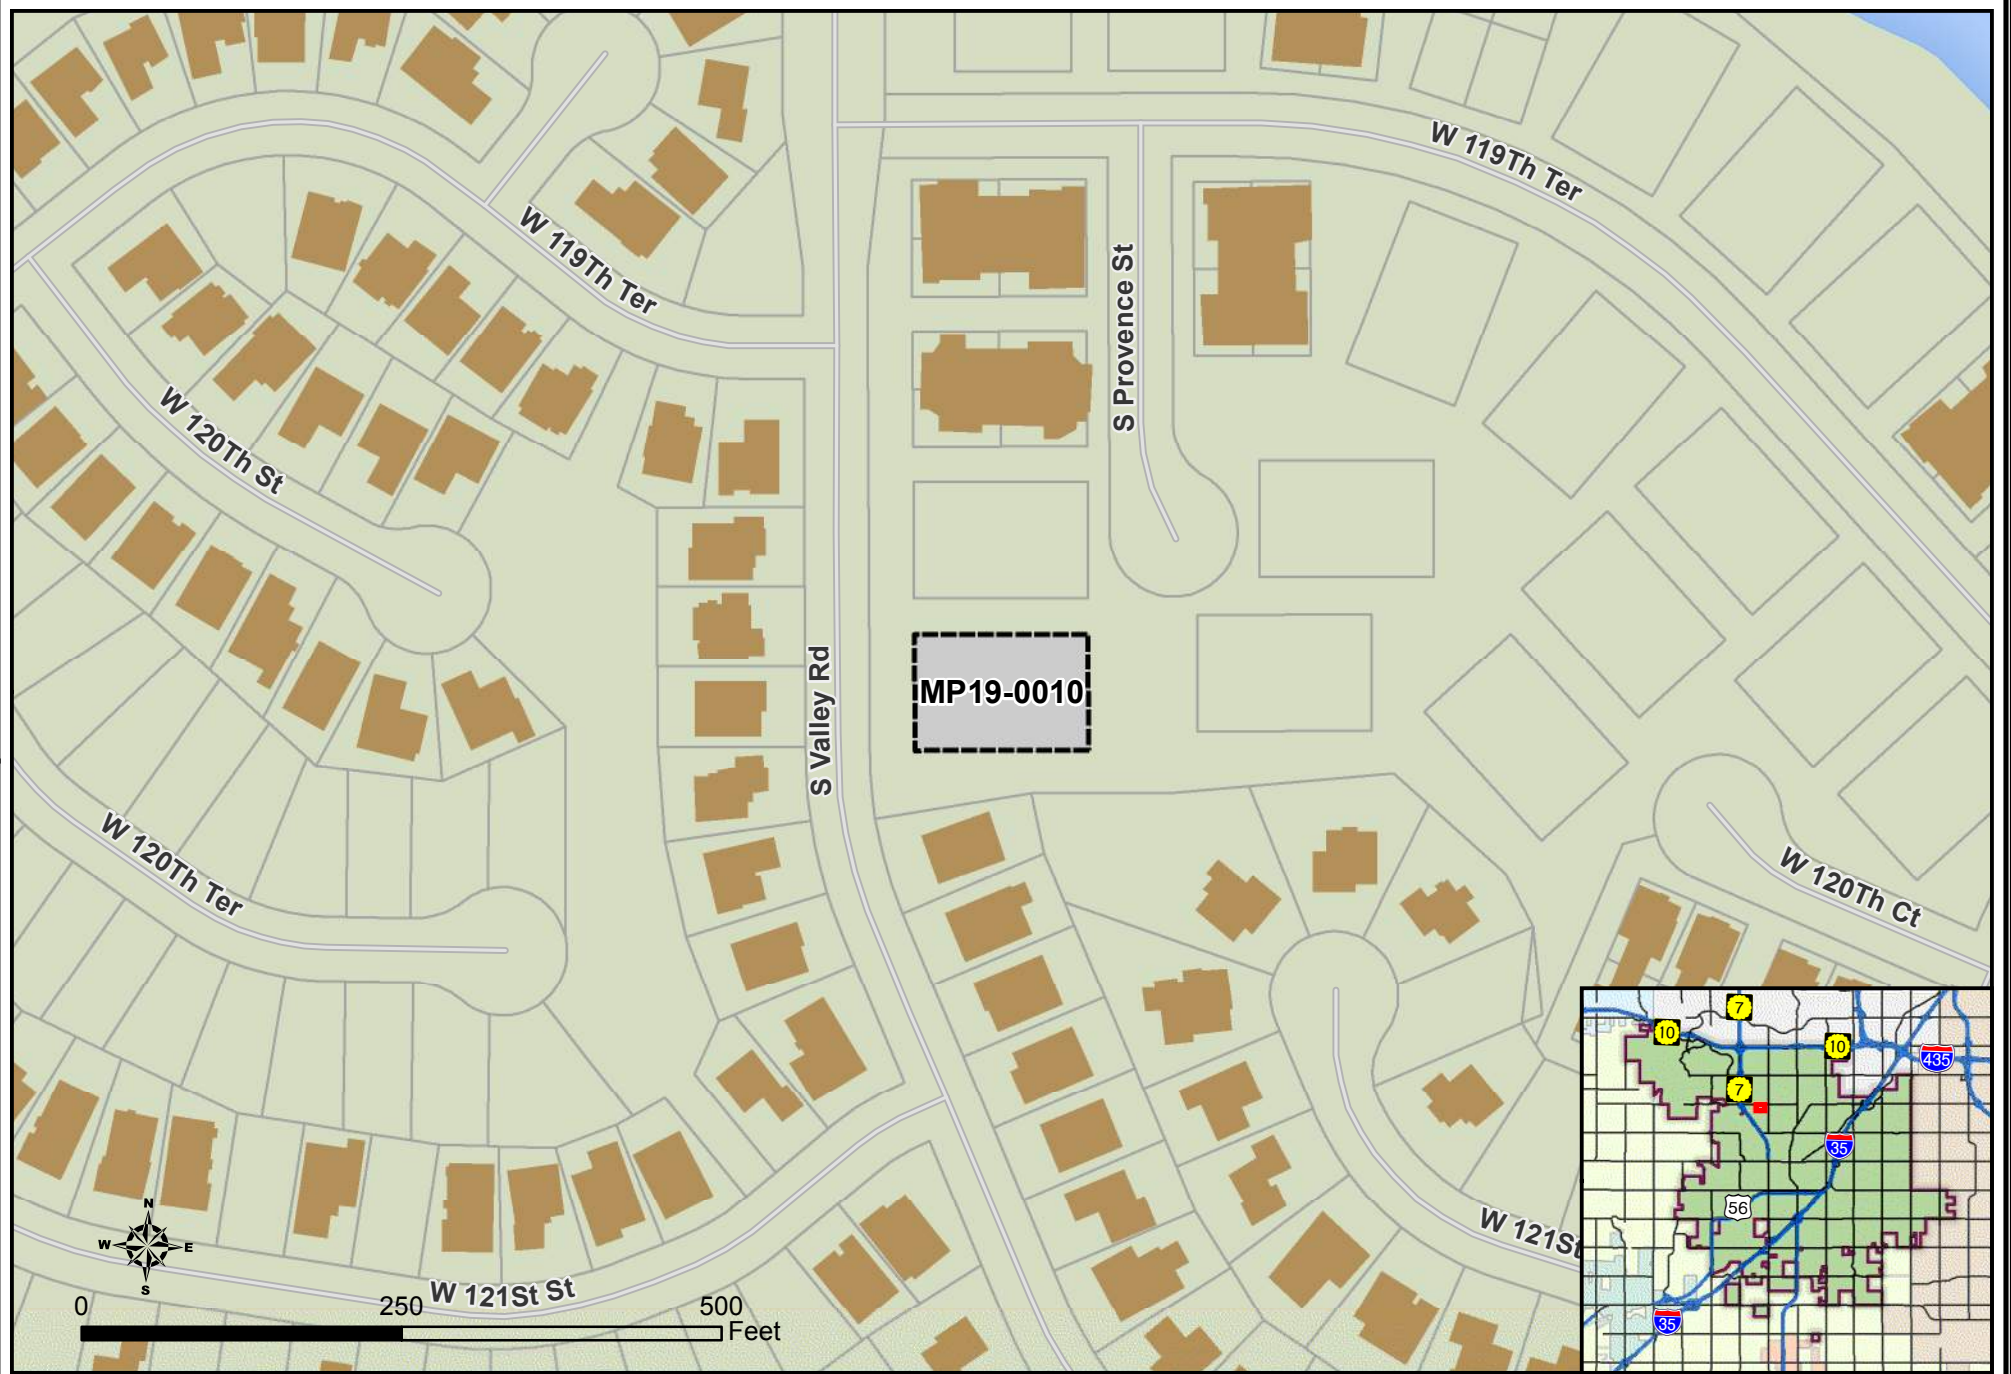 W 119Th Ter
W 119Th Ter
S Provence St
W 120Th St
S Valley Rd
MP19-0010
W 120Th Ter
W 120Th Ct
W 121St
W 121St St
N
W E
S
0 250 500
Feet
7
10
10
435
7
35
56
35